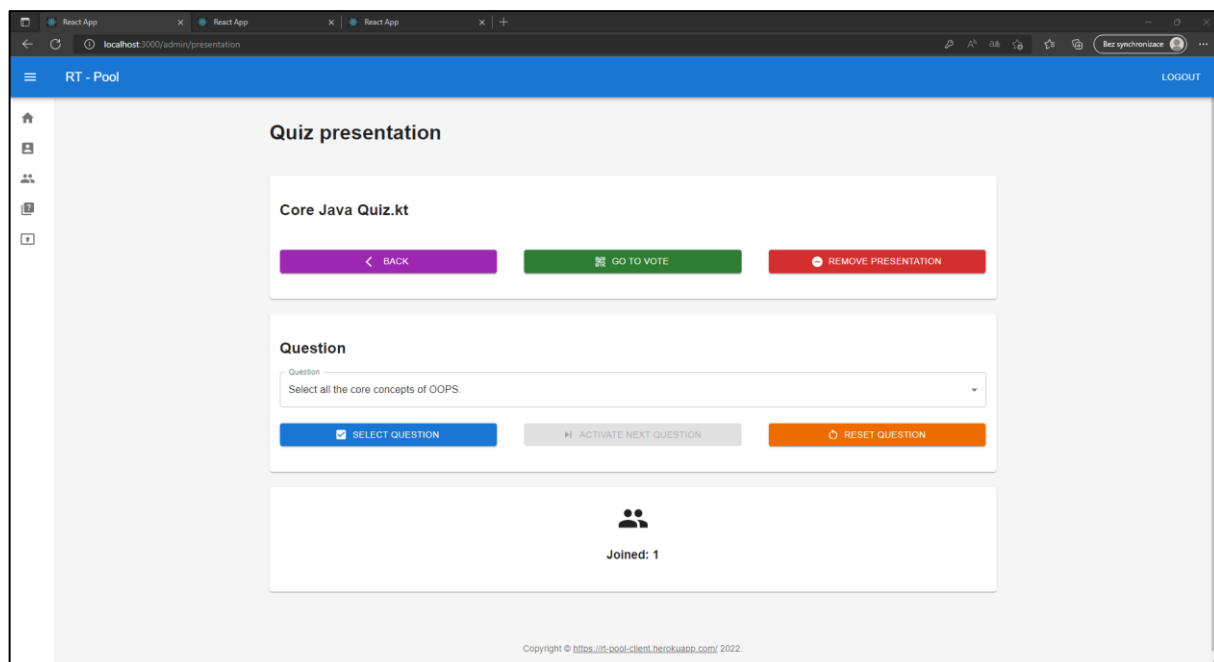 React App React App React App
localhost:3000/admin/presentation Bez synchronizace
RT - Pool LOGOUT
Quiz presentation
Core Java Quiz.kt
BACK GO TO VOTE REMOVE PRESENTATION
Question
Question
Select all the core concepts of OOPS.
SELECT QUESTION ACTIVATE NEXT QUESTION RESET QUESTION
Joined: 1
Copyright © https://rt-pool-client.herokuapp.com/ 2022.